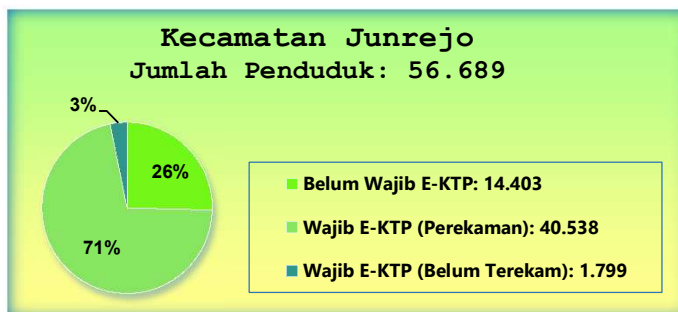 Kecamatan Junrejo
Jumlah Penduduk: 56.689
3%
26%
71%
Belum Wajib E-KTP: 14.403
Wajib E-KTP (Perekaman): 40.538
Wajib E-KTP (Belum Terekam): 1.799